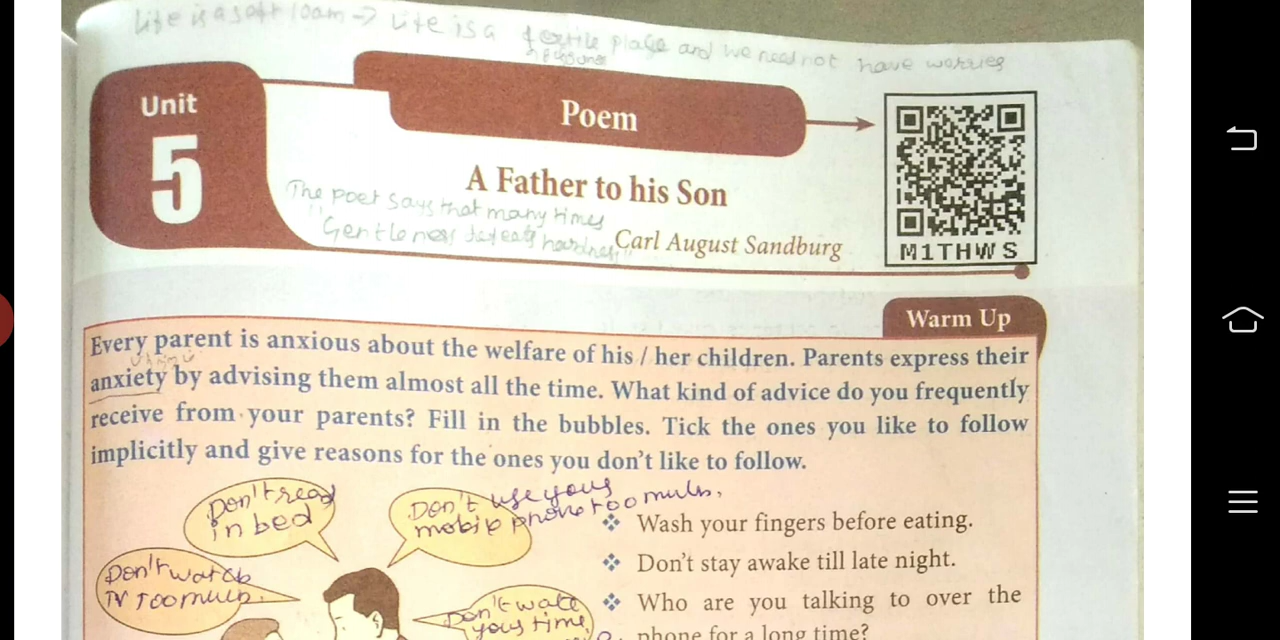 Life is a soft loam → Life is a fertile place and we need not have worries
Unit
5
Poem
A Father to his Son
The poet says that many times
"Gentleness defeats hardness"
Carl August Sandburg
M1THWS
Warm Up
Every parent is anxious about the welfare of his / her children. Parents express their
anxiety by advising them almost all the time. What kind of advice do you frequently
receive from your parents? Fill in the bubbles. Tick the ones you like to follow
implicitly and give reasons for the ones you don't like to follow.
Don't read
in bed
Don't use your
mobile phone too much.
Don't watch
TV too much.
Don't waste
your time
❖ Wash your fingers before eating.
❖ Don't stay awake till late night.
❖ Who are you talking to over the
phone for a long time?